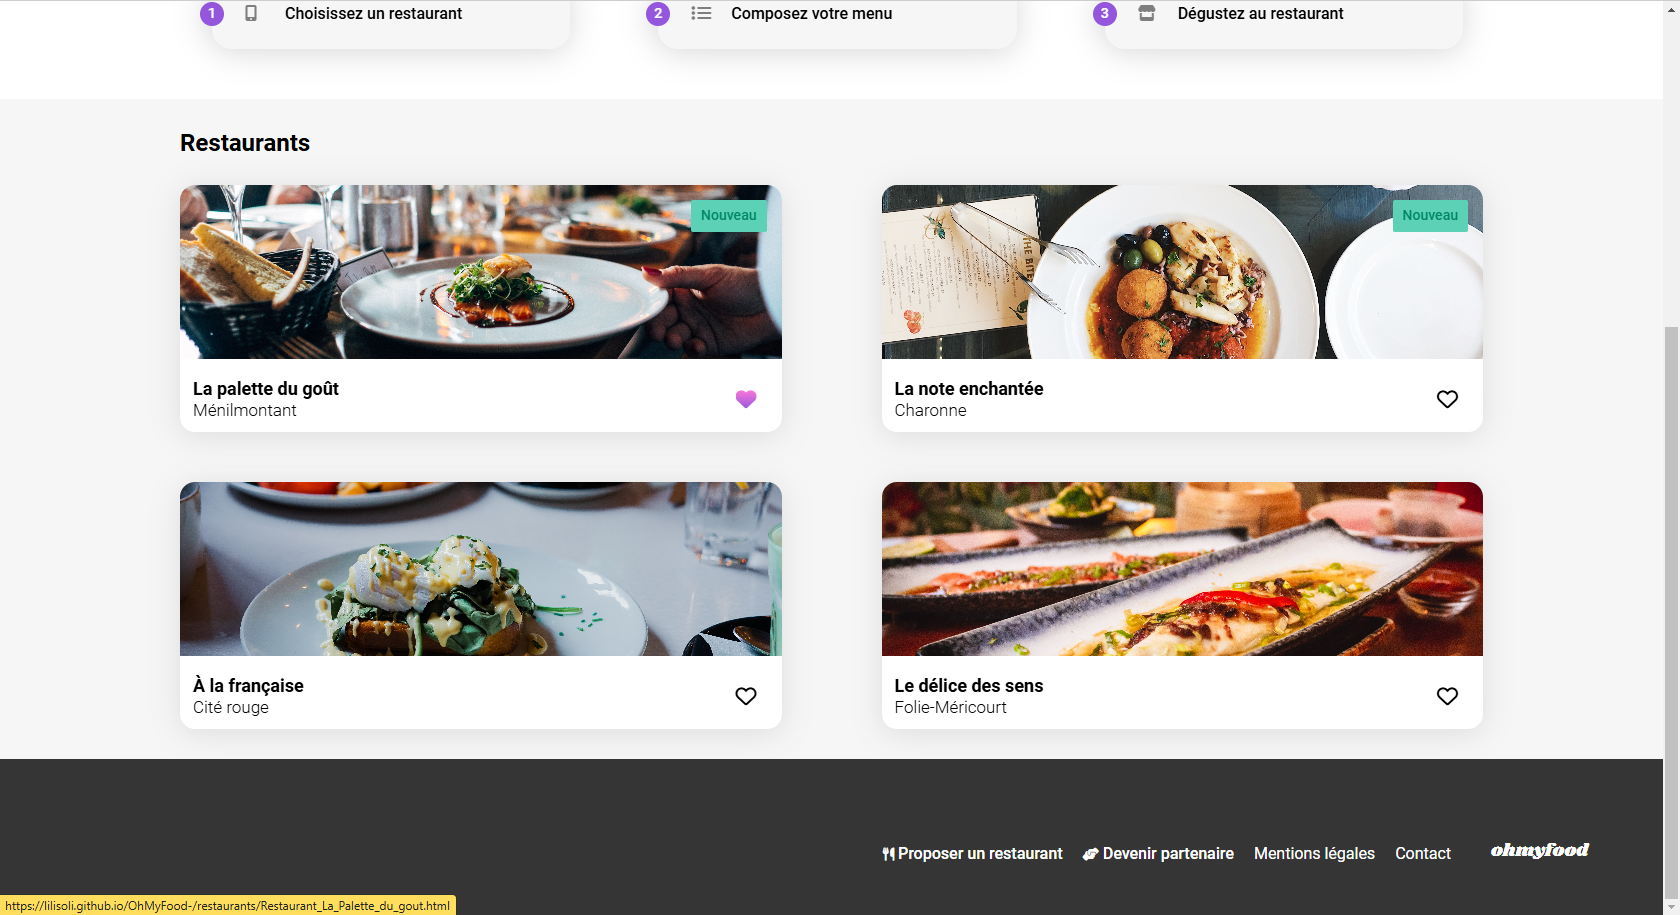 1 Choisissez un restaurant
2 Composez votre menu
3 Dégustez au restaurant
Restaurants
Nouveau
Nouveau
THE BITE
La palette du goût
Ménilmontant
La note enchantée
Charonne
À la française
Cité rouge
Le délice des sens
Folie-Méricourt
Proposer un restaurant
Devenir partenaire
Mentions légales
Contact
ohmyfood
https://lilisoli.github.io/OhMyFood-/restaurants/Restaurant_La_Palette_du_gout.html